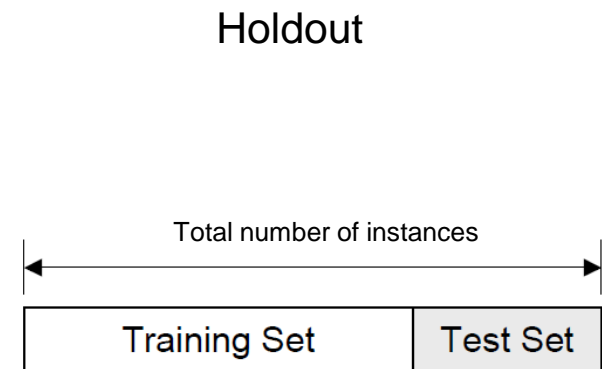 Holdout
Total number of instances
Training Set
Test Set